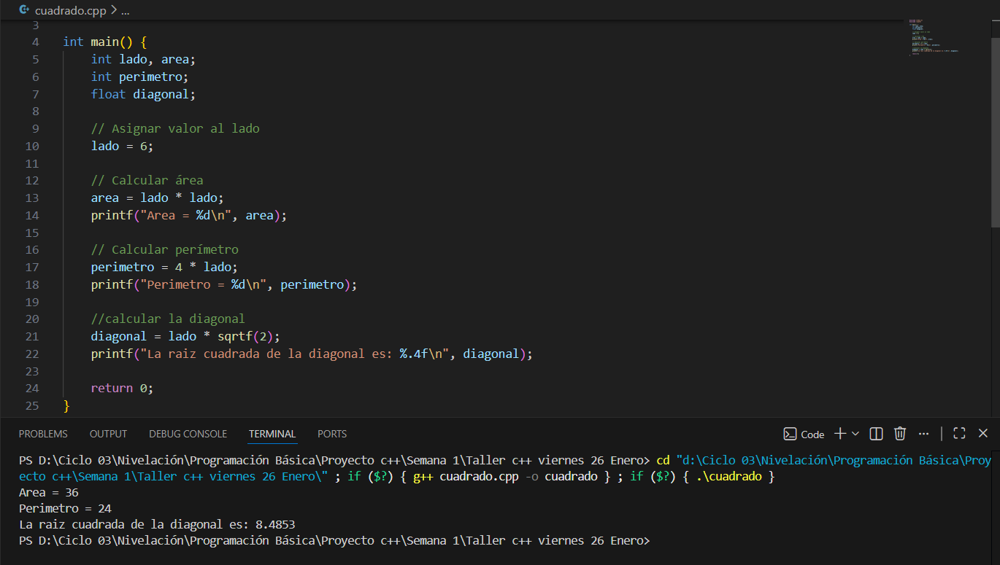 cuadrado.cpp > ...
3
4 int main() {
5 int lado, area;
6 int perimetro;
7 float diagonal;
8
9 // Asignar valor al lado
10 lado = 6;
11
12 // Calcular área
13 area = lado * lado;
14 printf("Area = %d\n", area);
15
16 // Calcular perímetro
17 perimetro = 4 * lado;
18 printf("Perimetro = %d\n", perimetro);
19
20 //calcular la diagonal
21 diagonal = lado * sqrtf(2);
22 printf("La raiz cuadrada de la diagonal es: %.4f\n", diagonal);
23
24 return 0;
25 }
PROBLEMS OUTPUT DEBUG CONSOLE TERMINAL PORTS Code
PS D:\Ciclo 03\Nivelación\Programación Básica\Proyecto c++\Semana 1\Taller c++ viernes 26 Enero> cd "d:\Ciclo 03\Nivelación\Programación Básica\Proy
ecto c++\Semana 1\Taller c++ viernes 26 Enero\" ; if ($?) { g++ cuadrado.cpp -o cuadrado } ; if ($?) { .\cuadrado }
Area = 36
Perimetro = 24
La raiz cuadrada de la diagonal es: 8.4853
PS D:\Ciclo 03\Nivelación\Programación Básica\Proyecto c++\Semana 1\Taller c++ viernes 26 Enero>